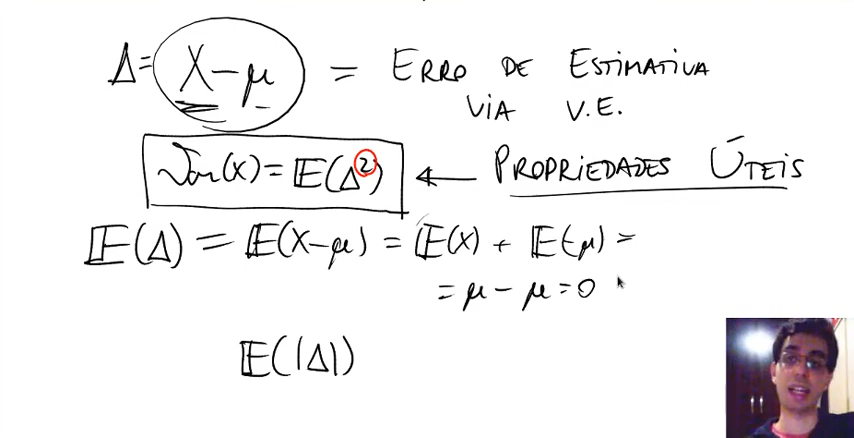 Δ = X − μ = ERRO DE ESTIMATIVA
VIA V.E.
Var(X) = E(Δ²) ← PROPRIEDADES ÚTEIS
E(Δ) = E(X−μ) = E(X) + E(−μ) =
= μ − μ = 0
E(|Δ|)